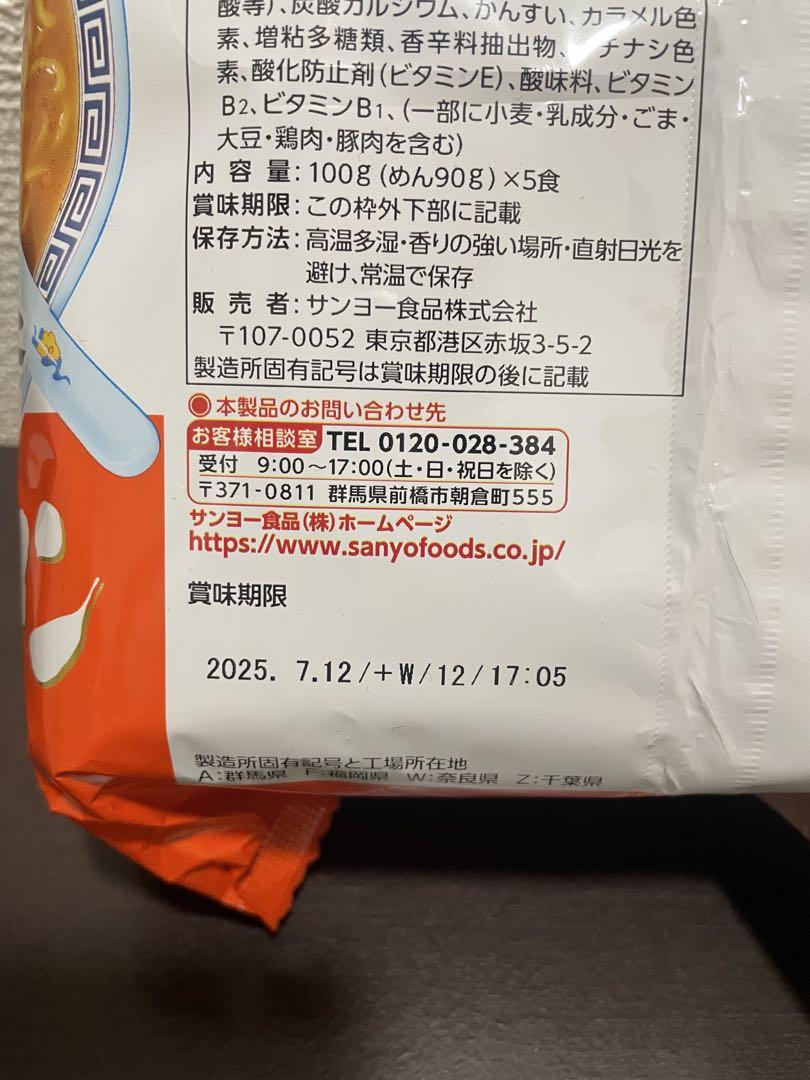 酸等)、炭酸カルシウム、かんすい、カラメル色
素、増粘多糖類、香辛料抽出物、クチナシ色
素、酸化防止剤(ビタミンE)、酸味料、ビタミン
B2、ビタミンB1、(一部に小麦・乳成分・ごま・
大豆・鶏肉・豚肉を含む)
内容量:100g(めん90g)×5食
賞味期限:この枠外下部に記載
保存方法:高温多湿・香りの強い場所・直射日光を
避け、常温で保存
販売者:サンヨー食品株式会社
〒107-0052 東京都港区赤坂3-5-2
製造所固有記号は賞味期限の後に記載
◉本製品のお問い合わせ先
お客様相談室 TEL 0120-028-384
受付 9:00〜17:00(土・日・祝日を除く)
〒371-0811 群馬県前橋市朝倉町555
サンヨー食品(株)ホームページ
https://www.sanyofoods.co.jp/
賞味期限
2025. 7.12/+W/12/17:05
製造所固有記号と工場所在地
A:群馬県 F:福岡県 W:奈良県 Z:千葉県